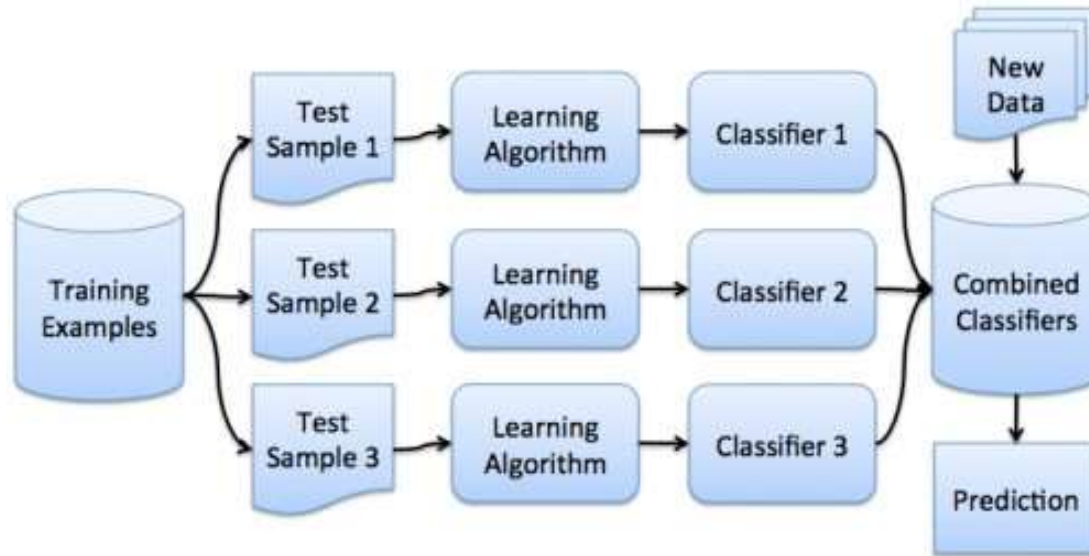 Training
Examples
Test
Sample 1
Learning
Algorithm
Classifier 1
Test
Sample 2
Learning
Algorithm
Classifier 2
Test
Sample 3
Learning
Algorithm
Classifier 3
New
Data
Combined
Classifiers
Prediction